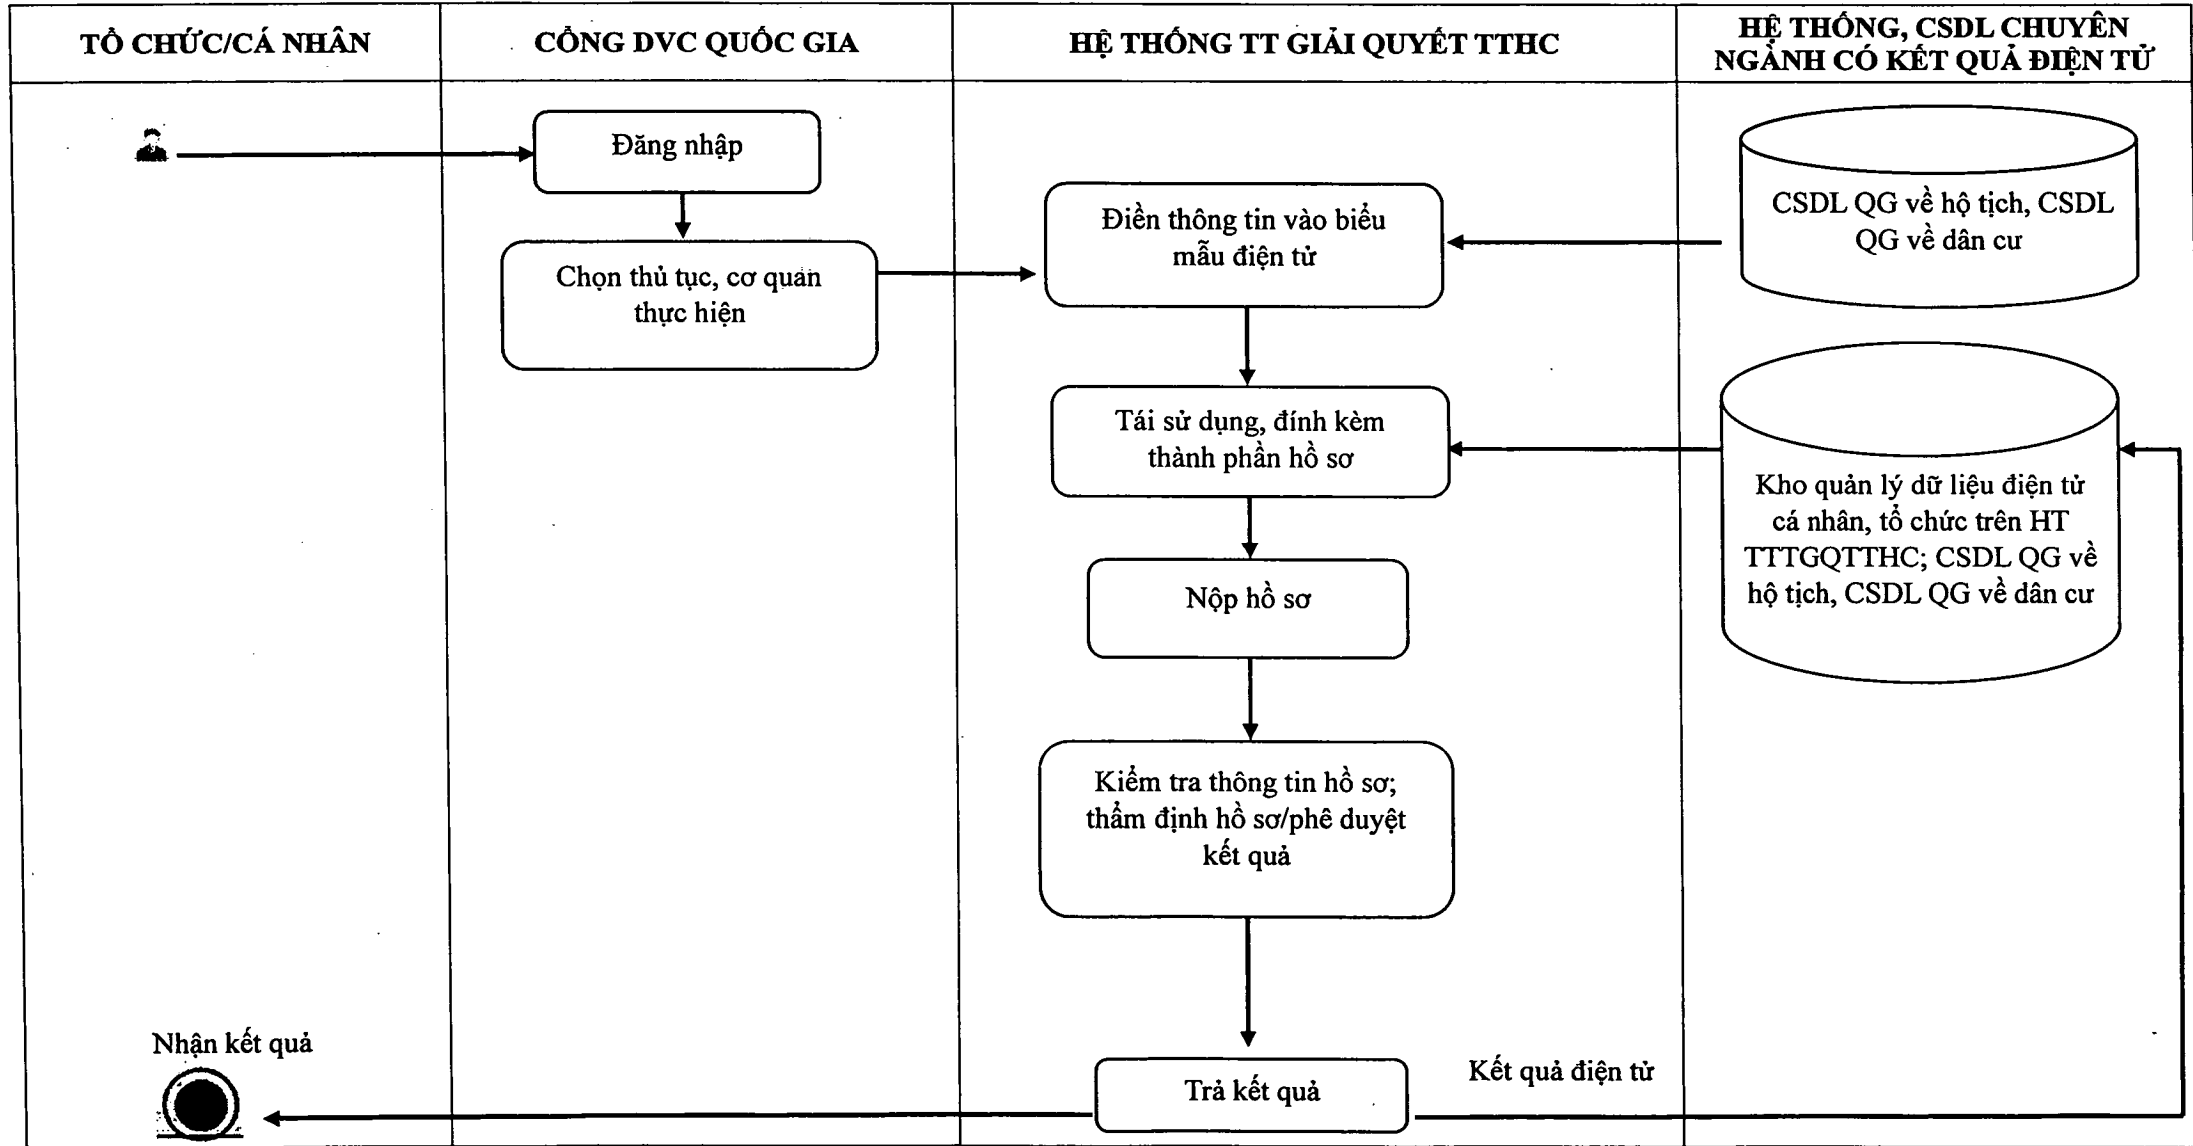 TỔ CHỨC/CÁ NHÂN
CỔNG DVC QUỐC GIA
HỆ THỐNG TT GIẢI QUYẾT TTHC
HỆ THỐNG, CSDL CHUYÊN
NGÀNH CÓ KẾT QUẢ ĐIỆN TỬ
Đăng nhập
Chọn thủ tục, cơ quan
thực hiện
Điền thông tin vào biểu
mẫu điện tử
CSDL QG về hộ tịch, CSDL
QG về dân cư
Tái sử dụng, đính kèm
thành phần hồ sơ
Kho quản lý dữ liệu điện tử
cá nhân, tổ chức trên HT
TTTGQTTHC; CSDL QG về
hộ tịch, CSDL QG về dân cư
Nộp hồ sơ
Kiểm tra thông tin hồ sơ;
thẩm định hồ sơ/phê duyệt
kết quả
Nhận kết quả
Trả kết quả
Kết quả điện tử